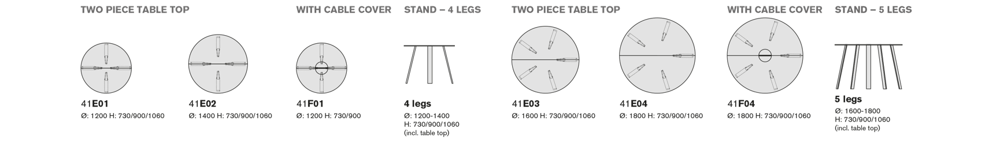 TWO PIECE TABLE TOP
WITH CABLE COVER
STAND – 4 LEGS
TWO PIECE TABLE TOP
WITH CABLE COVER
STAND – 5 LEGS
41E01
Ø: 1200 H: 730/900/1060
41E02
Ø: 1400 H: 730/900/1060
41F01
Ø: 1200 H: 730/900
4 legs
Ø: 1200-1400
H: 730/900/1060
(incl. table top)
41E03
Ø: 1600 H: 730/900/1060
41E04
Ø: 1800 H: 730/900/1060
41F04
Ø: 1800 H: 730/900/1060
5 legs
Ø: 1600-1800
H: 730/900/1060
(incl. table top)